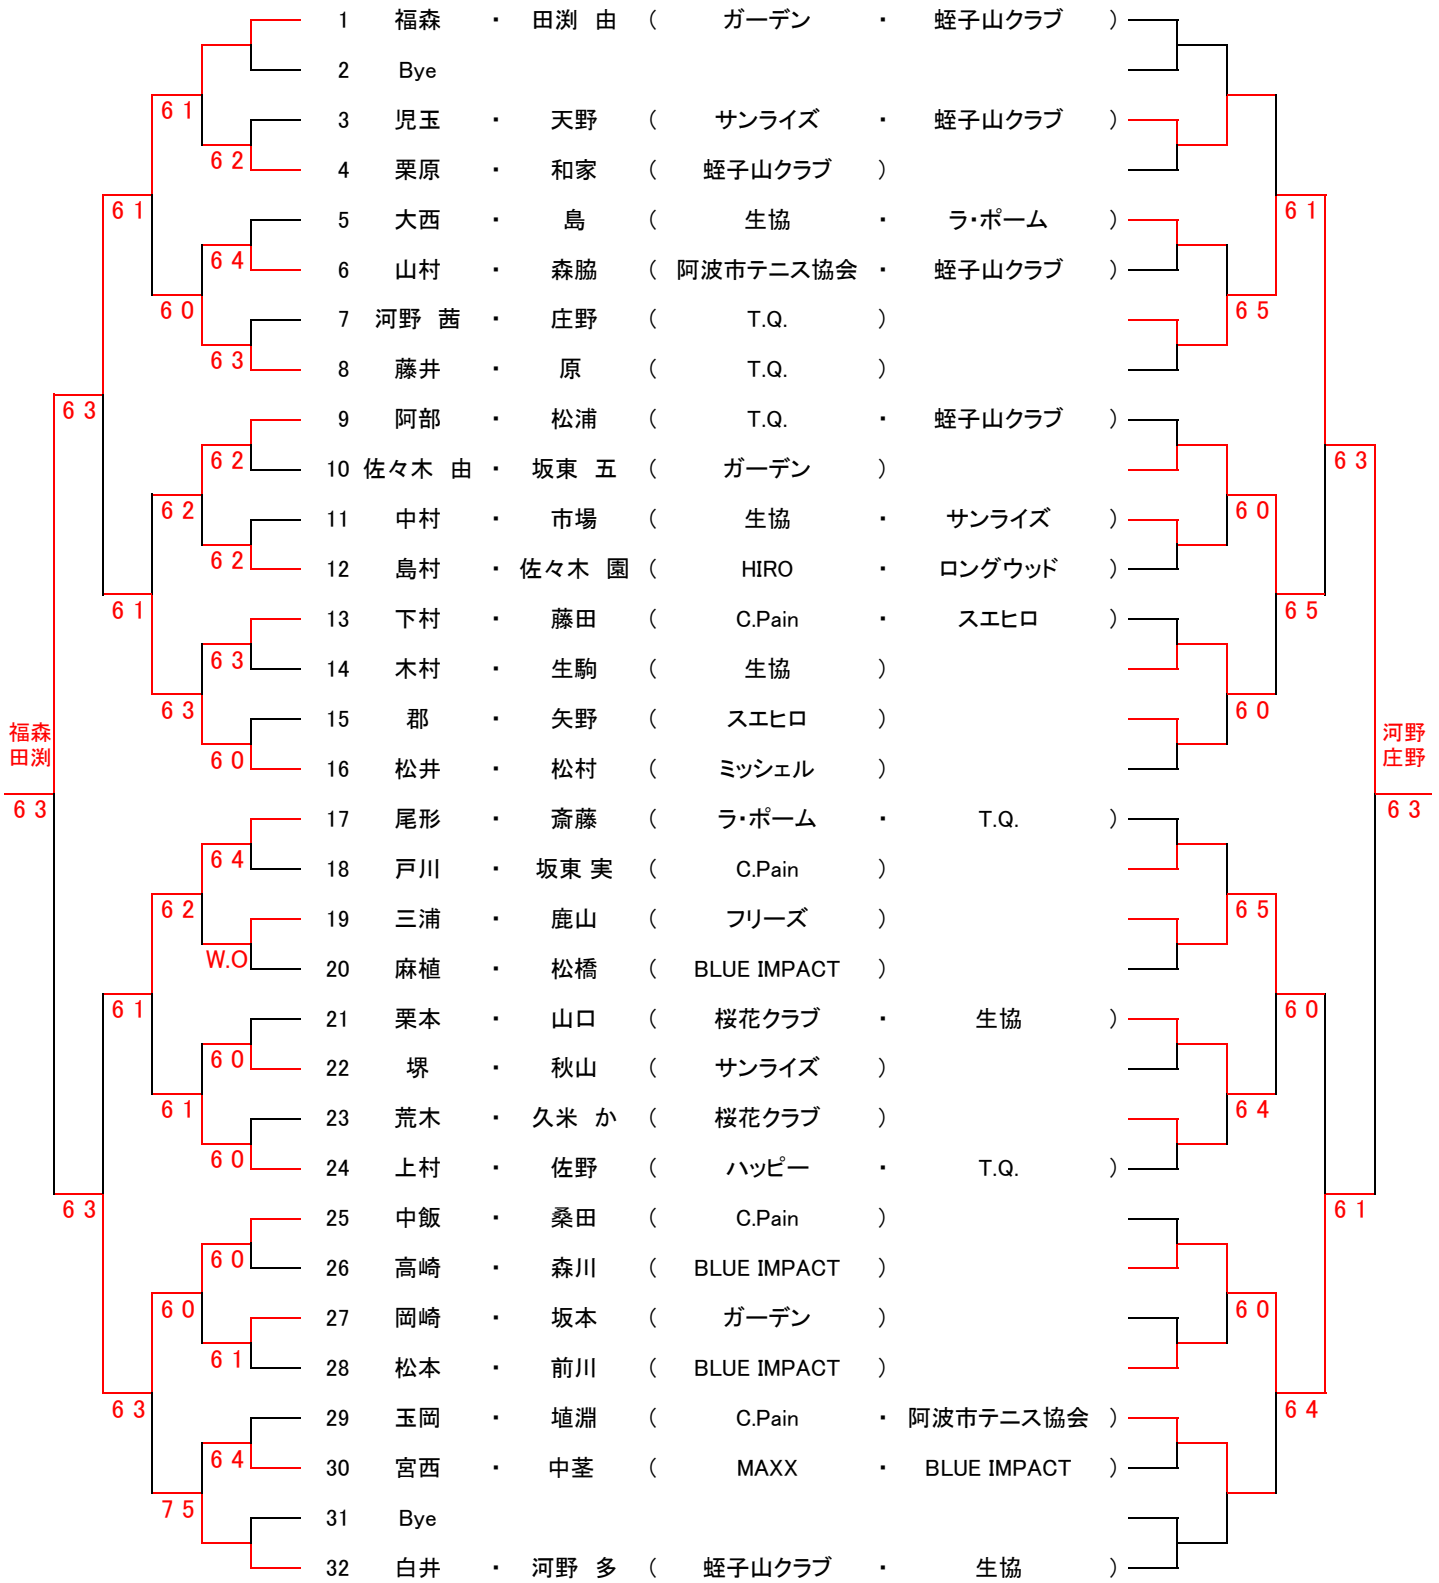 1 福森 ・ 田渕 由 ( ガーデン ・ 蛭子山クラブ )
2 Bye
6 1
3 児玉 ・ 天野 ( サンライズ ・ 蛭子山クラブ )
6 2
4 栗原 ・ 和家 ( 蛭子山クラブ )
6 1 6 1
5 大西 ・ 島 ( 生協 ・ ラ・ポーム )
6 4
6 山村 ・ 森脇 ( 阿波市テニス協会 ・ 蛭子山クラブ )
6 0 6 5
7 河野 茜 ・ 庄野 ( T.Q. )
6 3
8 藤井 ・ 原 ( T.Q. )
6 3
9 阿部 ・ 松浦 ( T.Q. ・ 蛭子山クラブ )
6 2 6 3
10 佐々木 由 ・ 坂東 五 ( ガーデン )
6 2 6 0
11 中村 ・ 市場 ( 生協 ・ サンライズ )
6 2
12 島村 ・ 佐々木 園 ( HIRO ・ ロングウッド )
6 1 6 5
13 下村 ・ 藤田 ( C.Pain ・ スエヒロ )
6 3
14 木村 ・ 生駒 ( 生協 )
6 3 6 0
15 郡 ・ 矢野 ( スエヒロ )
福森 河野
田渕 庄野
6 0
16 松井 ・ 松村 ( ミッシェル )
6 3 6 3
17 尾形 ・ 斎藤 ( ラ・ポーム ・ T.Q. )
6 4
18 戸川 ・ 坂東 実 ( C.Pain )
6 2 6 5
19 三浦 ・ 鹿山 ( フリーズ )
W.O
20 麻植 ・ 松橋 ( BLUE IMPACT )
6 1 6 0
21 栗本 ・ 山口 ( 桜花クラブ ・ 生協 )
6 0
22 堺 ・ 秋山 ( サンライズ )
6 1 6 4
23 荒木 ・ 久米 か ( 桜花クラブ )
6 0
24 上村 ・ 佐野 ( ハッピー ・ T.Q. )
6 3 6 1
25 中飯 ・ 桑田 ( C.Pain )
6 0
26 高崎 ・ 森川 ( BLUE IMPACT )
6 0 6 0
27 岡崎 ・ 坂本 ( ガーデン )
6 1
28 松本 ・ 前川 ( BLUE IMPACT )
6 3 6 4
29 玉岡 ・ 埴淵 ( C.Pain ・ 阿波市テニス協会 )
6 4
30 宮西 ・ 中茎 ( MAXX ・ BLUE IMPACT )
7 5
31 Bye
32 白井 ・ 河野 多 ( 蛭子山クラブ ・ 生協 )